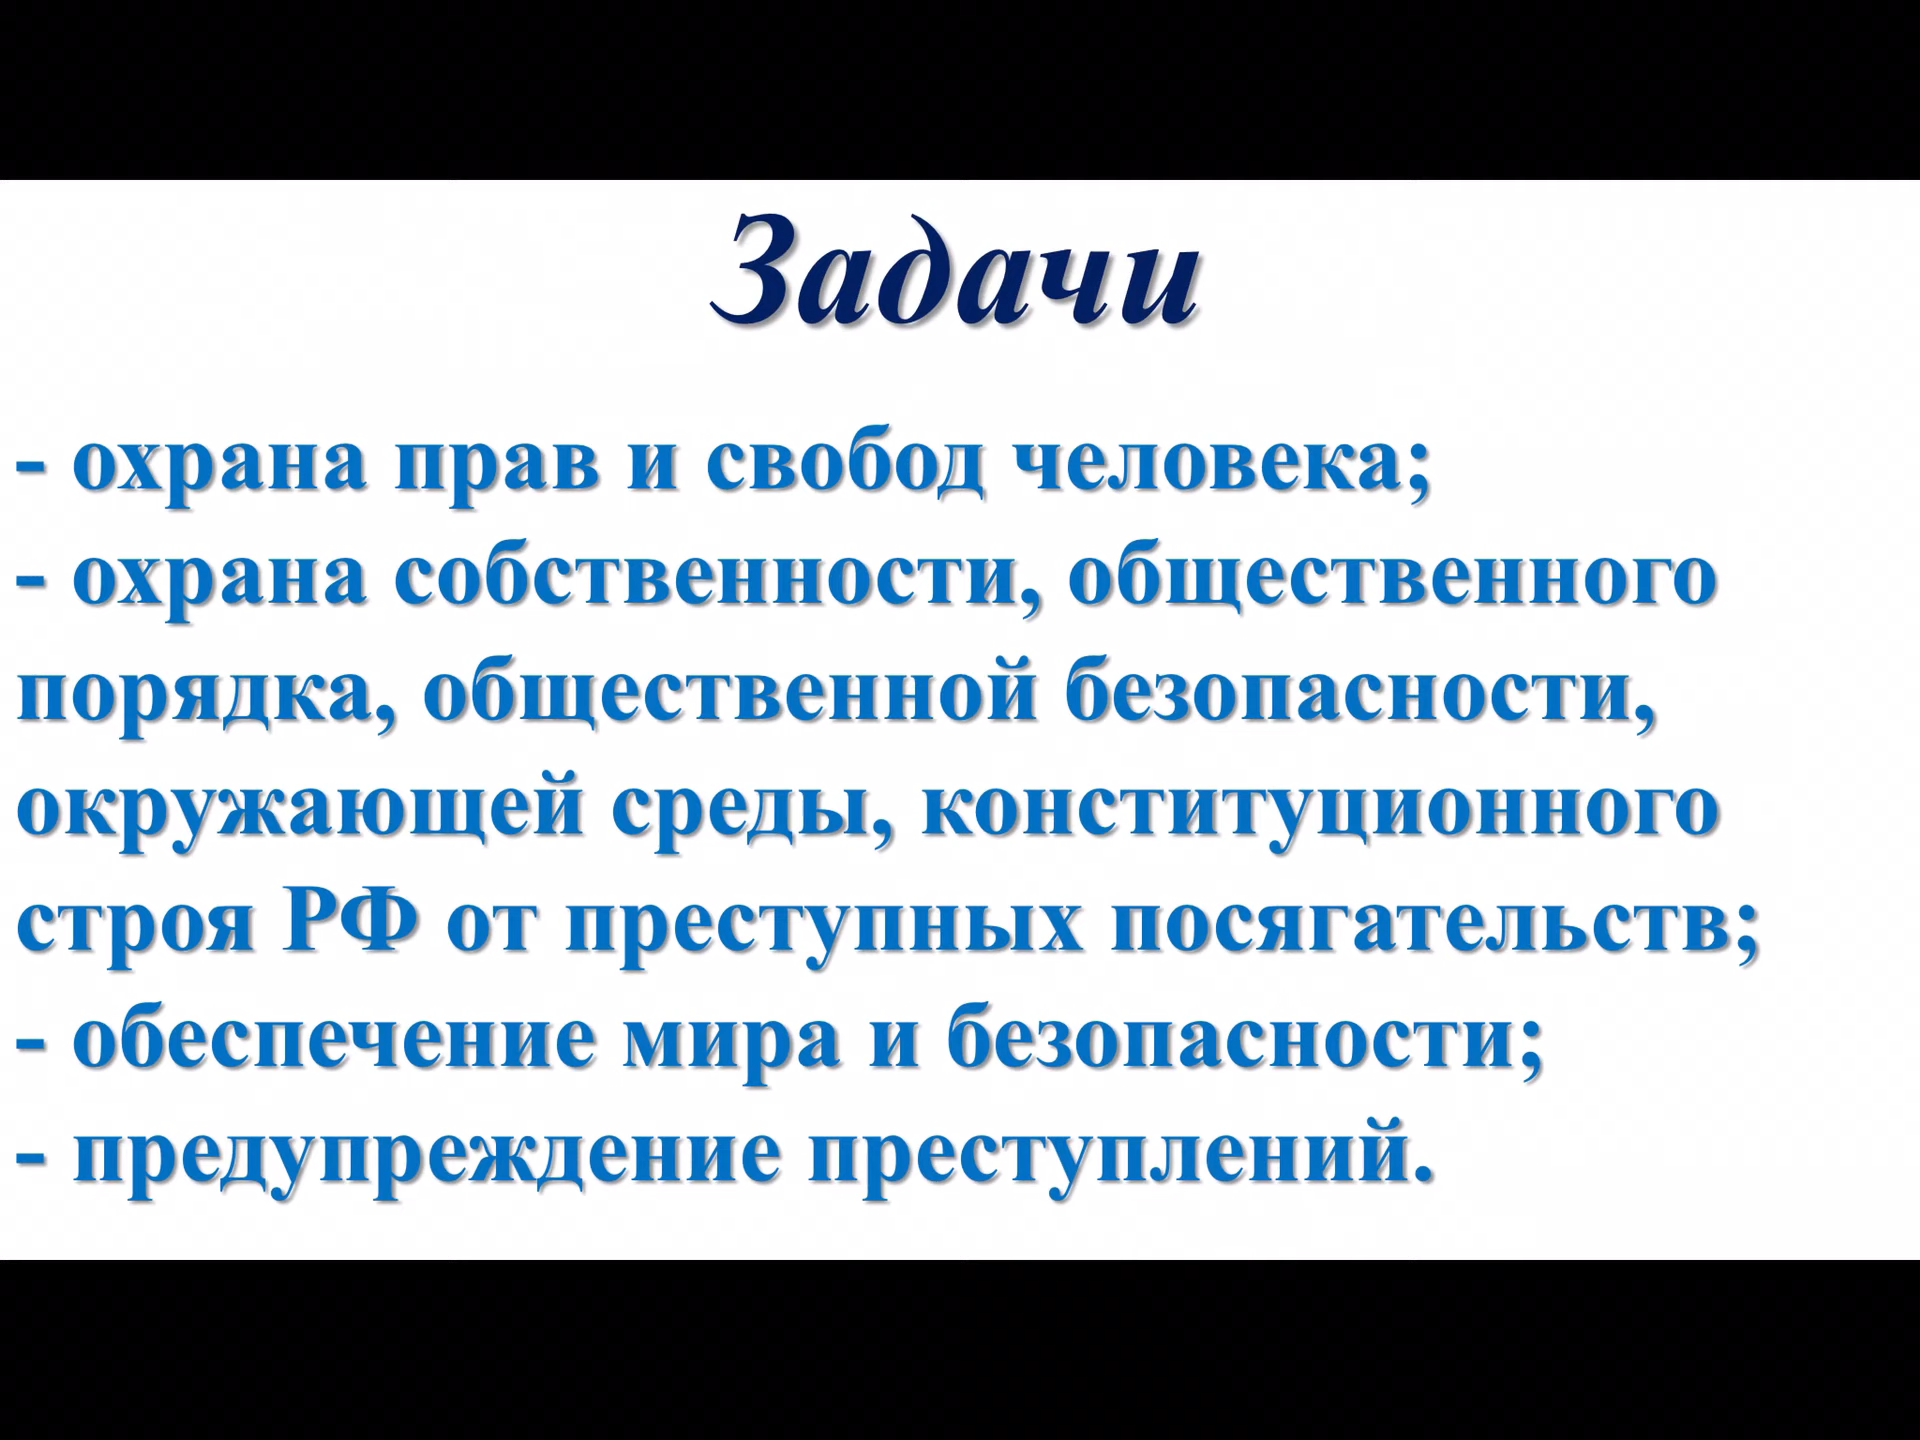 Задачи
- охрана прав и свобод человека;
- охрана собственности, общественного
порядка, общественной безопасности,
окружающей среды, конституционного
строя РФ от преступных посягательств;
- обеспечение мира и безопасности;
- предупреждение преступлений.